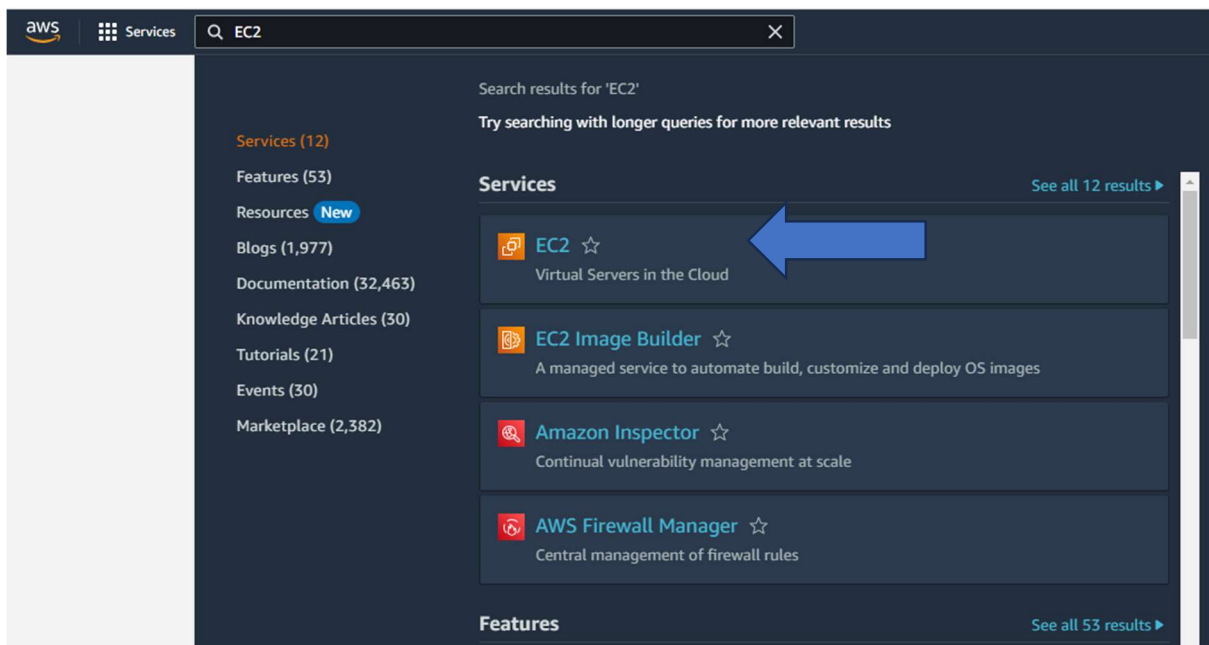 aws
Services
EC2
Search results for 'EC2'
Try searching with longer queries for more relevant results
Services (12)
Features (53)
Resources New
Blogs (1,977)
Documentation (32,463)
Knowledge Articles (30)
Tutorials (21)
Events (30)
Marketplace (2,382)
Services
See all 12 results
EC2
Virtual Servers in the Cloud
EC2 Image Builder
A managed service to automate build, customize and deploy OS images
Amazon Inspector
Continual vulnerability management at scale
AWS Firewall Manager
Central management of firewall rules
Features
See all 53 results